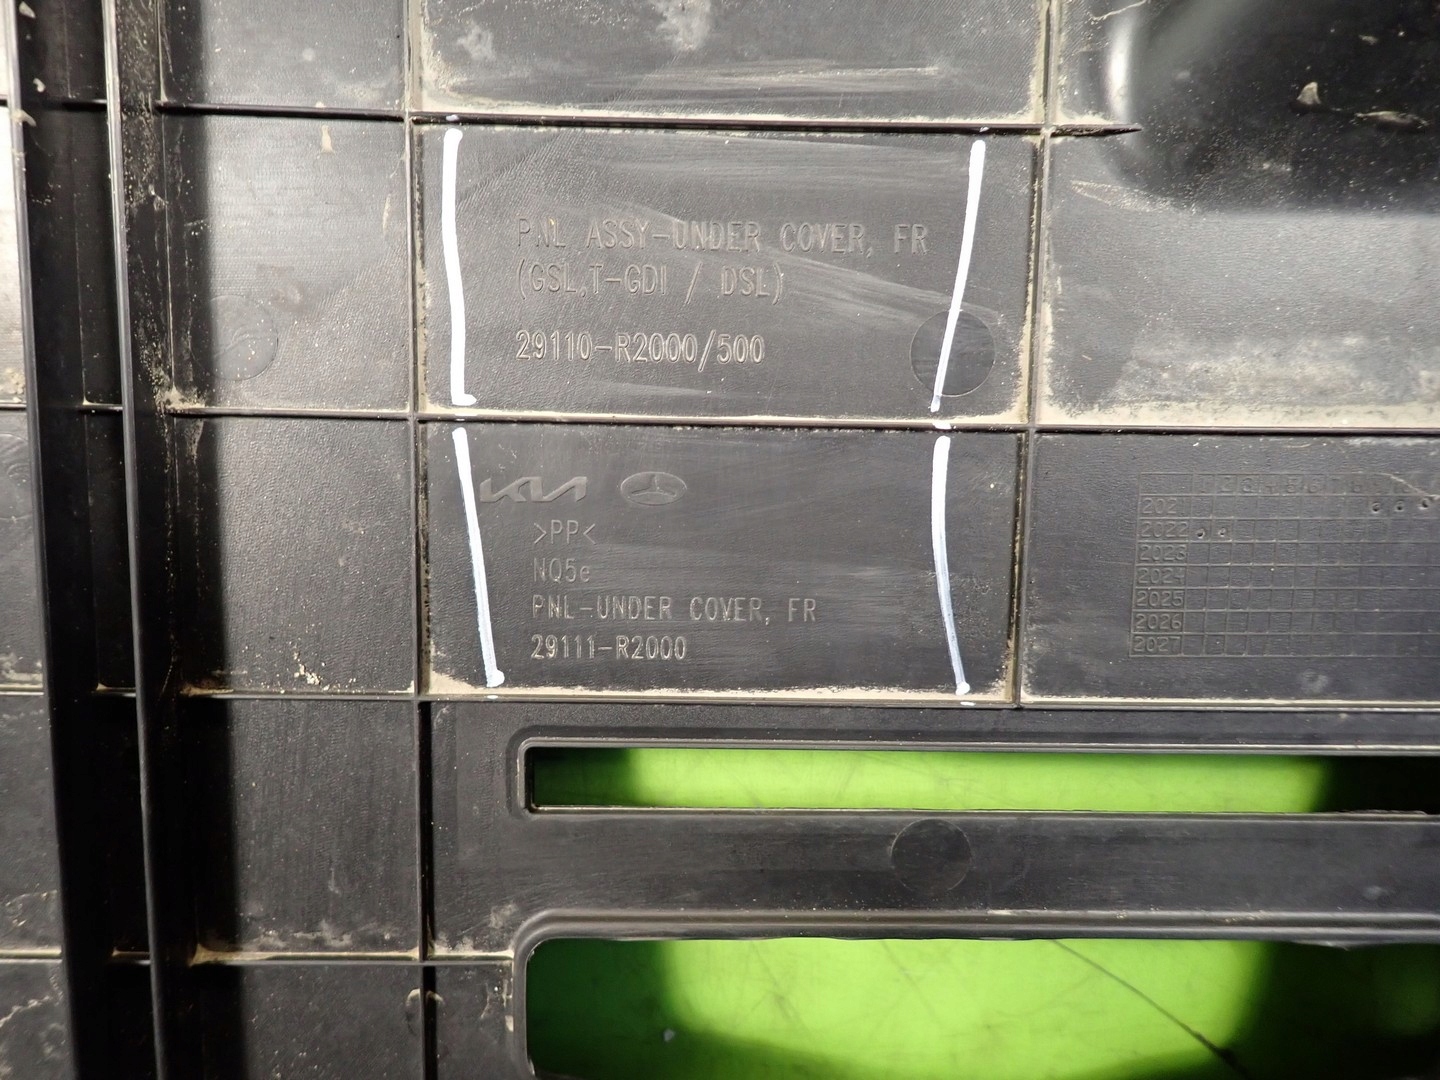 PNL ASSY-UNDER COVER, FR
(GSL,T-GDI / DSL)
29110-R2000/500
KIA
>PP<
NQ5e
PNL-UNDER COVER, FR
29111-R2000
2021
2022
2023
2024
2025
2026
2027